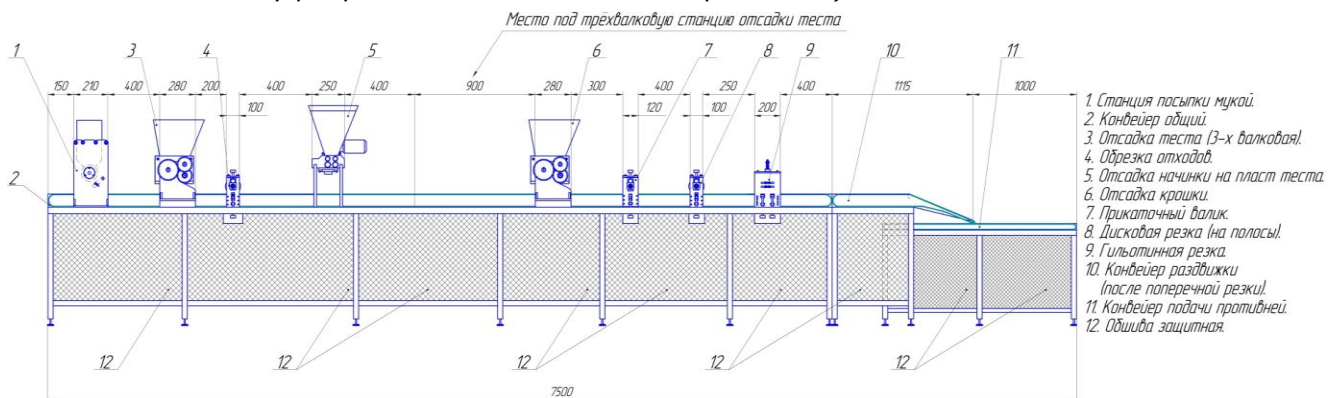 Место под трёхвалковую станцию отсадки теста
1 3 4 5 6 7 8 9 10 11
150 210 400 280 200 400 250 400 900 280 300 400 250 400 1115 1000
100 120 100 200
2
1. Станция посыпки мукой.
2. Конвейер общий.
3. Отсадка теста (3-х валковая).
4. Обрезка отходов.
5. Отсадка начинки на пласт теста.
6. Отсадка крошки.
7. Прикаточный валик.
8. Дисковая резка (на полосы).
9. Гильотинная резка.
10. Конвейер раздвижки
(после поперечной резки).
11. Конвейер подачи противней.
12. Обшива защитная.
12 12 12 12 12
7500